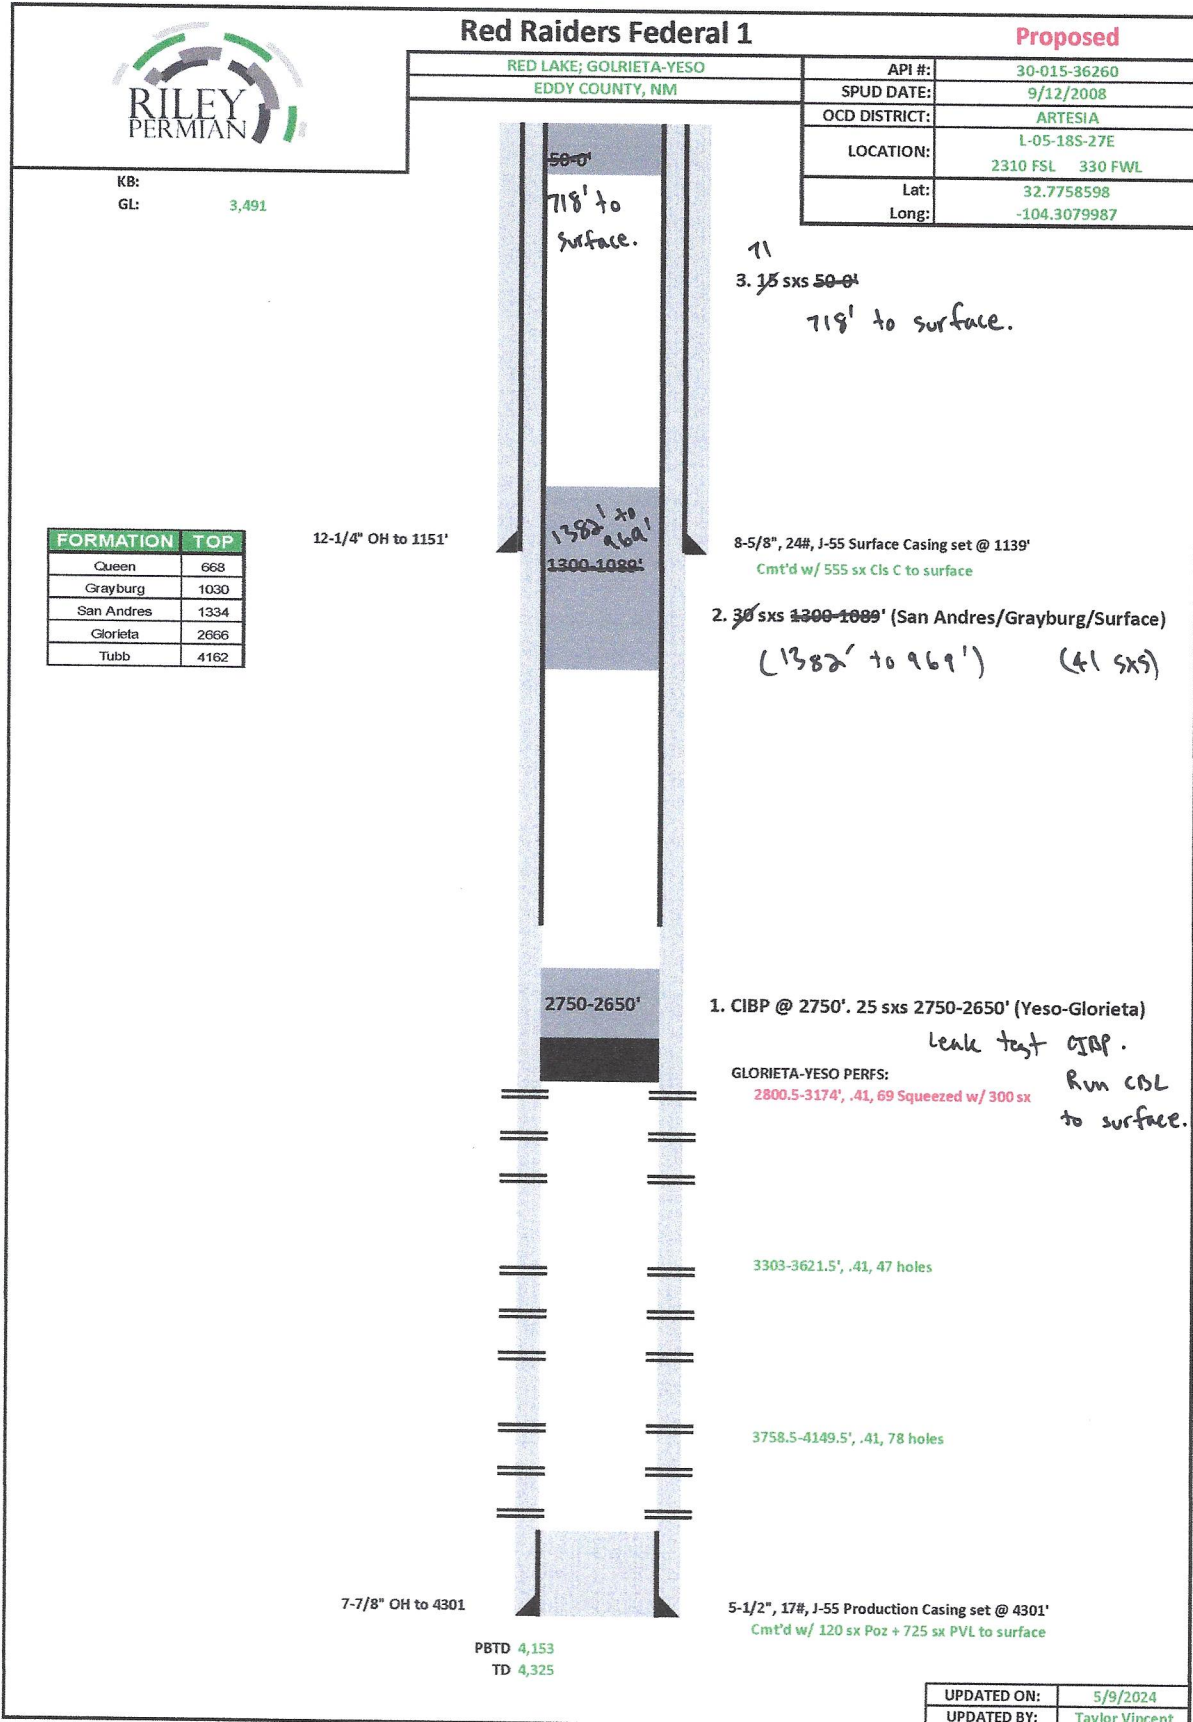 Red Raiders Federal 1
Proposed
RILEY
PERMIAN
RED LAKE; GOLRIETA-YESO
EDDY COUNTY, NM
API #: 30-015-36260
SPUD DATE: 9/12/2008
OCD DISTRICT: ARTESIA
LOCATION: L-05-18S-27E
2310 FSL 330 FWL
Lat: 32.7758598
Long: -104.3079987
KB:
GL: 3,491
50-0'
718' to
surface.
71
3. 15 sxs 50-0'
718' to surface.
FORMATION TOP
Queen 668
Grayburg 1030
San Andres 1334
Glorieta 2666
Tubb 4162
12-1/4" OH to 1151'
1382' to
969'
1300-1089'
8-5/8", 24#, J-55 Surface Casing set @ 1139'
Cmt'd w/ 555 sx Cls C to surface
2. 30 sxs 1300-1089' (San Andres/Grayburg/Surface)
(1382' to 969') (41 sxs)
2750-2650'
1. CIBP @ 2750'. 25 sxs 2750-2650' (Yeso-Glorieta)
Leak test CIBP.
Run CBL
to surface.
GLORIETA-YESO PERFS:
2800.5-3174', .41, 69 Squeezed w/ 300 sx
3303-3621.5', .41, 47 holes
3758.5-4149.5', .41, 78 holes
7-7/8" OH to 4301
5-1/2", 17#, J-55 Production Casing set @ 4301'
Cmt'd w/ 120 sx Poz + 725 sx PVL to surface
PBTD 4,153
TD 4,325
UPDATED ON: 5/9/2024
UPDATED BY: Taylor Vincent